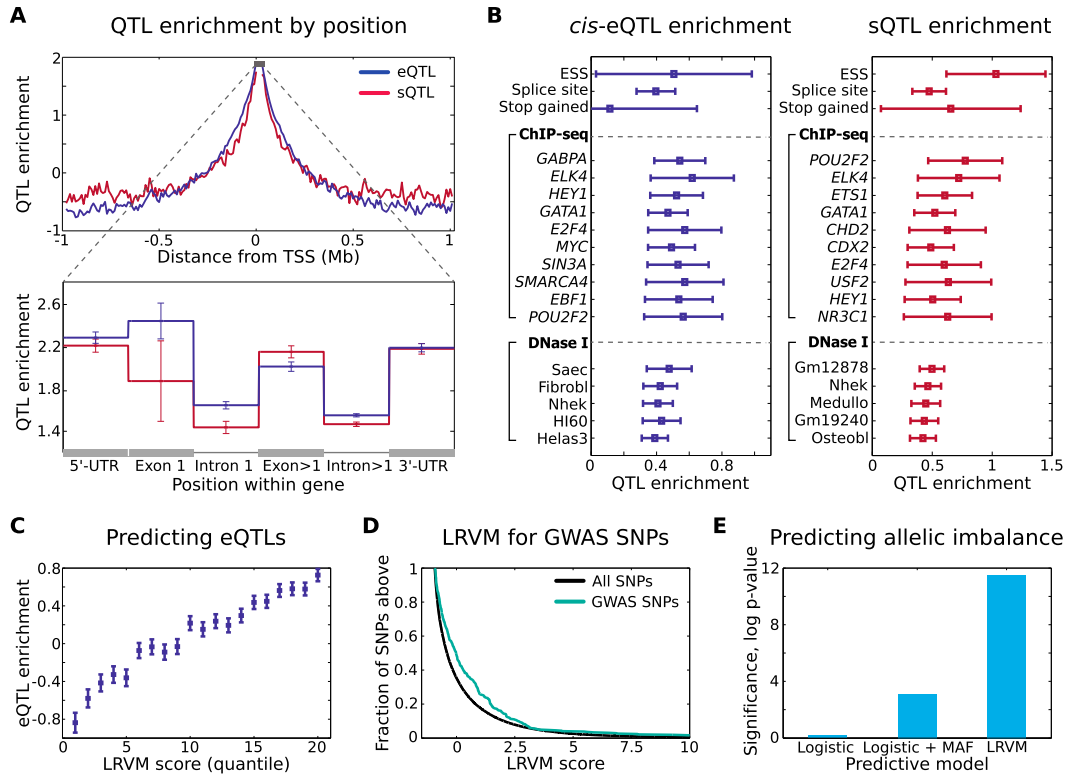 A
QTL enrichment by position
QTL enrichment
2
1
0
-1
eQTL
sQTL
-1
-0.5
0
0.5
1
Distance from TSS (Mb)
QTL enrichment
2.6
2.2
1.8
1.4
5'-UTR
Exon 1
Intron 1
Exon>1
Intron>1
3'-UTR
Position within gene
B
cis-eQTL enrichment
ESS
Splice site
Stop gained
ChIP-seq
GABPA
ELK4
HEY1
GATA1
E2F4
MYC
SIN3A
SMARCA4
EBF1
POU2F2
DNase I
Saec
Fibrobl
Nhek
Hl60
Helas3
0
0.4
0.8
QTL enrichment
sQTL enrichment
ESS
Splice site
Stop gained
ChIP-seq
POU2F2
ELK4
ETS1
GATA1
CHD2
CDX2
E2F4
USF2
HEY1
NR3C1
DNase I
Gm12878
Nhek
Medullo
Gm19240
Osteobl
0
0.5
1
1.5
QTL enrichment
C
Predicting eQTLs
eQTL enrichment
0.8
0.4
0
-0.4
-0.8
0
5
10
15
20
LRVM score (quantile)
D
LRVM for GWAS SNPs
Fraction of SNPs above
1
0.8
0.6
0.4
0.2
0
All SNPs
GWAS SNPs
0
2.5
5.0
7.5
10
LRVM score
E
Predicting allelic imbalance
Significance, log p-value
12
8
4
0
Logistic
Logistic + MAF
LRVM
Predictive model